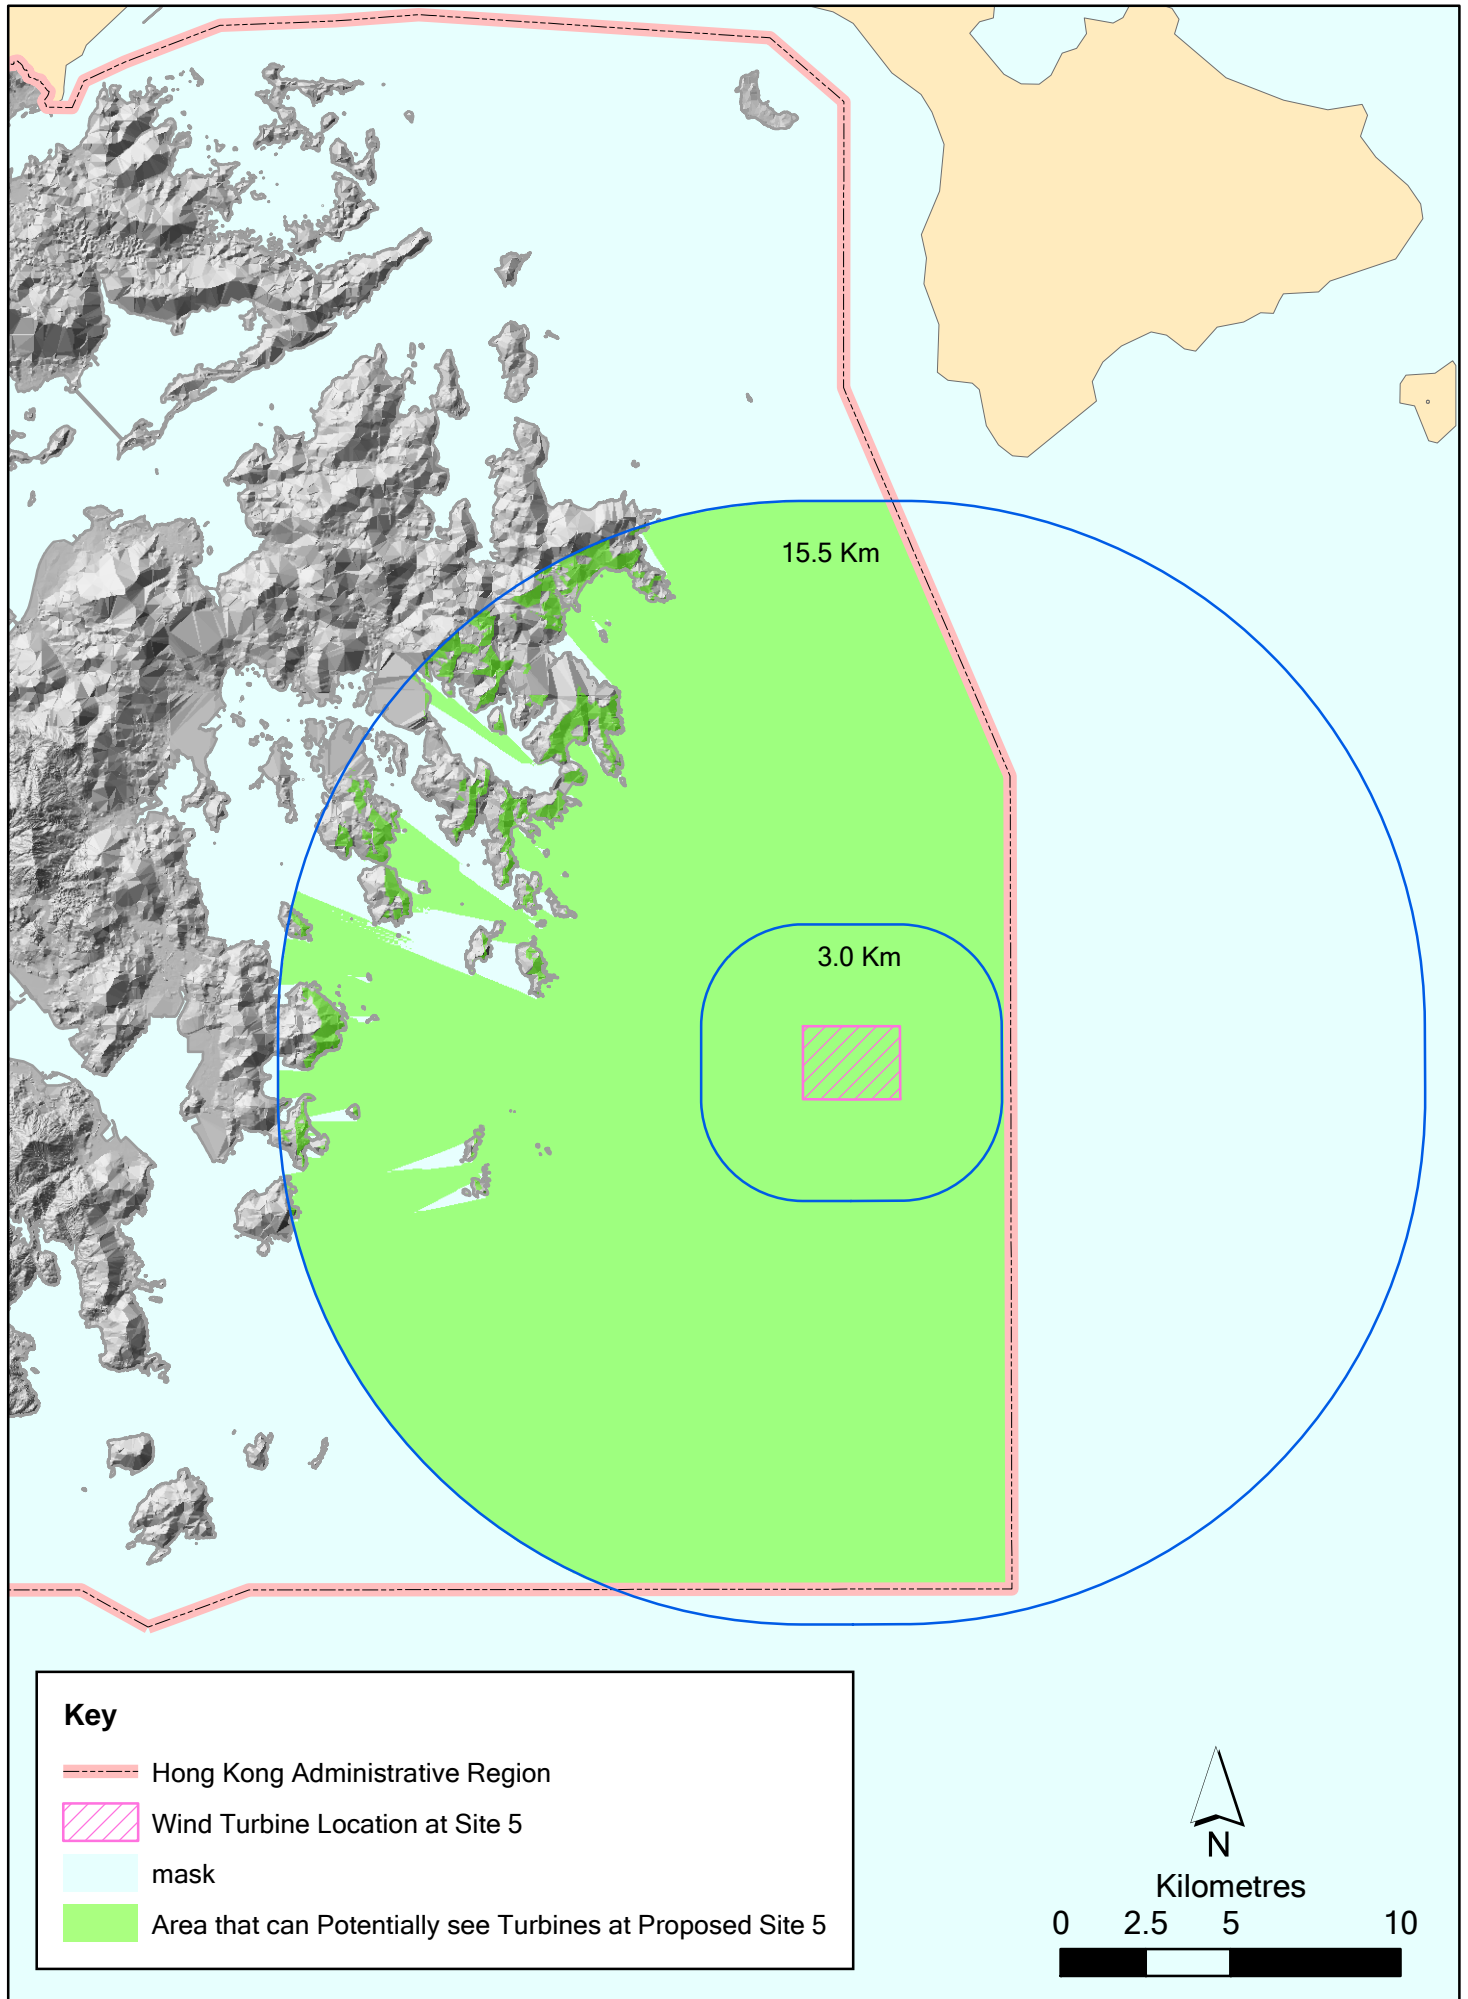 15.5 Km
3.0 Km
Key
Hong Kong Administrative Region
Wind Turbine Location at Site 5
mask
Area that can Potentially see Turbines at Proposed Site 5
N
Kilometres
0 2.5 5 10